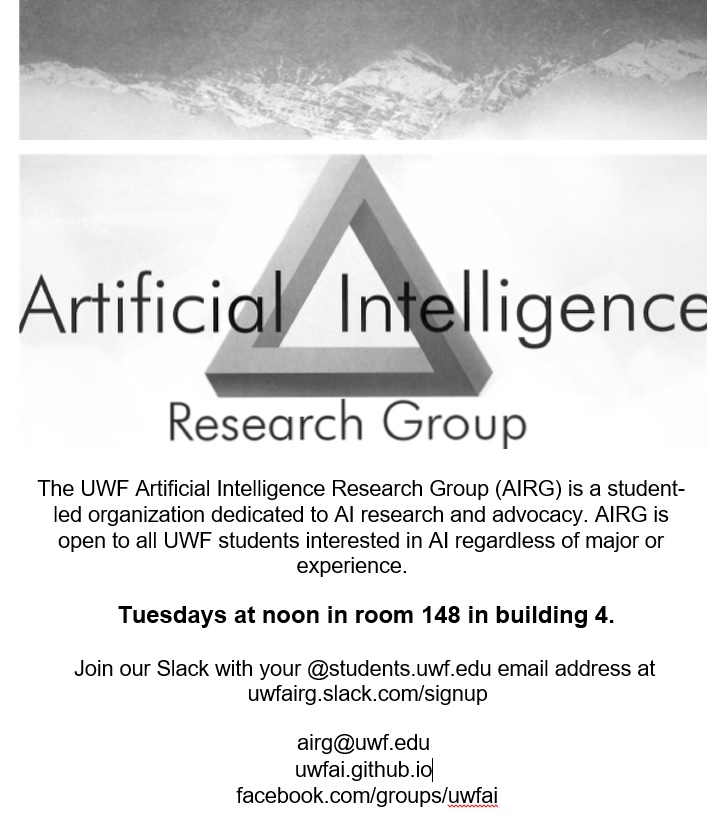 Artificial Intelligence
Research Group
The UWF Artificial Intelligence Research Group (AIRG) is a student-
led organization dedicated to AI research and advocacy. AIRG is
open to all UWF students interested in AI regardless of major or
experience.
Tuesdays at noon in room 148 in building 4.
Join our Slack with your @students.uwf.edu email address at
uwfairg.slack.com/signup
airg@uwf.edu
uwfai.github.io
facebook.com/groups/uwfai